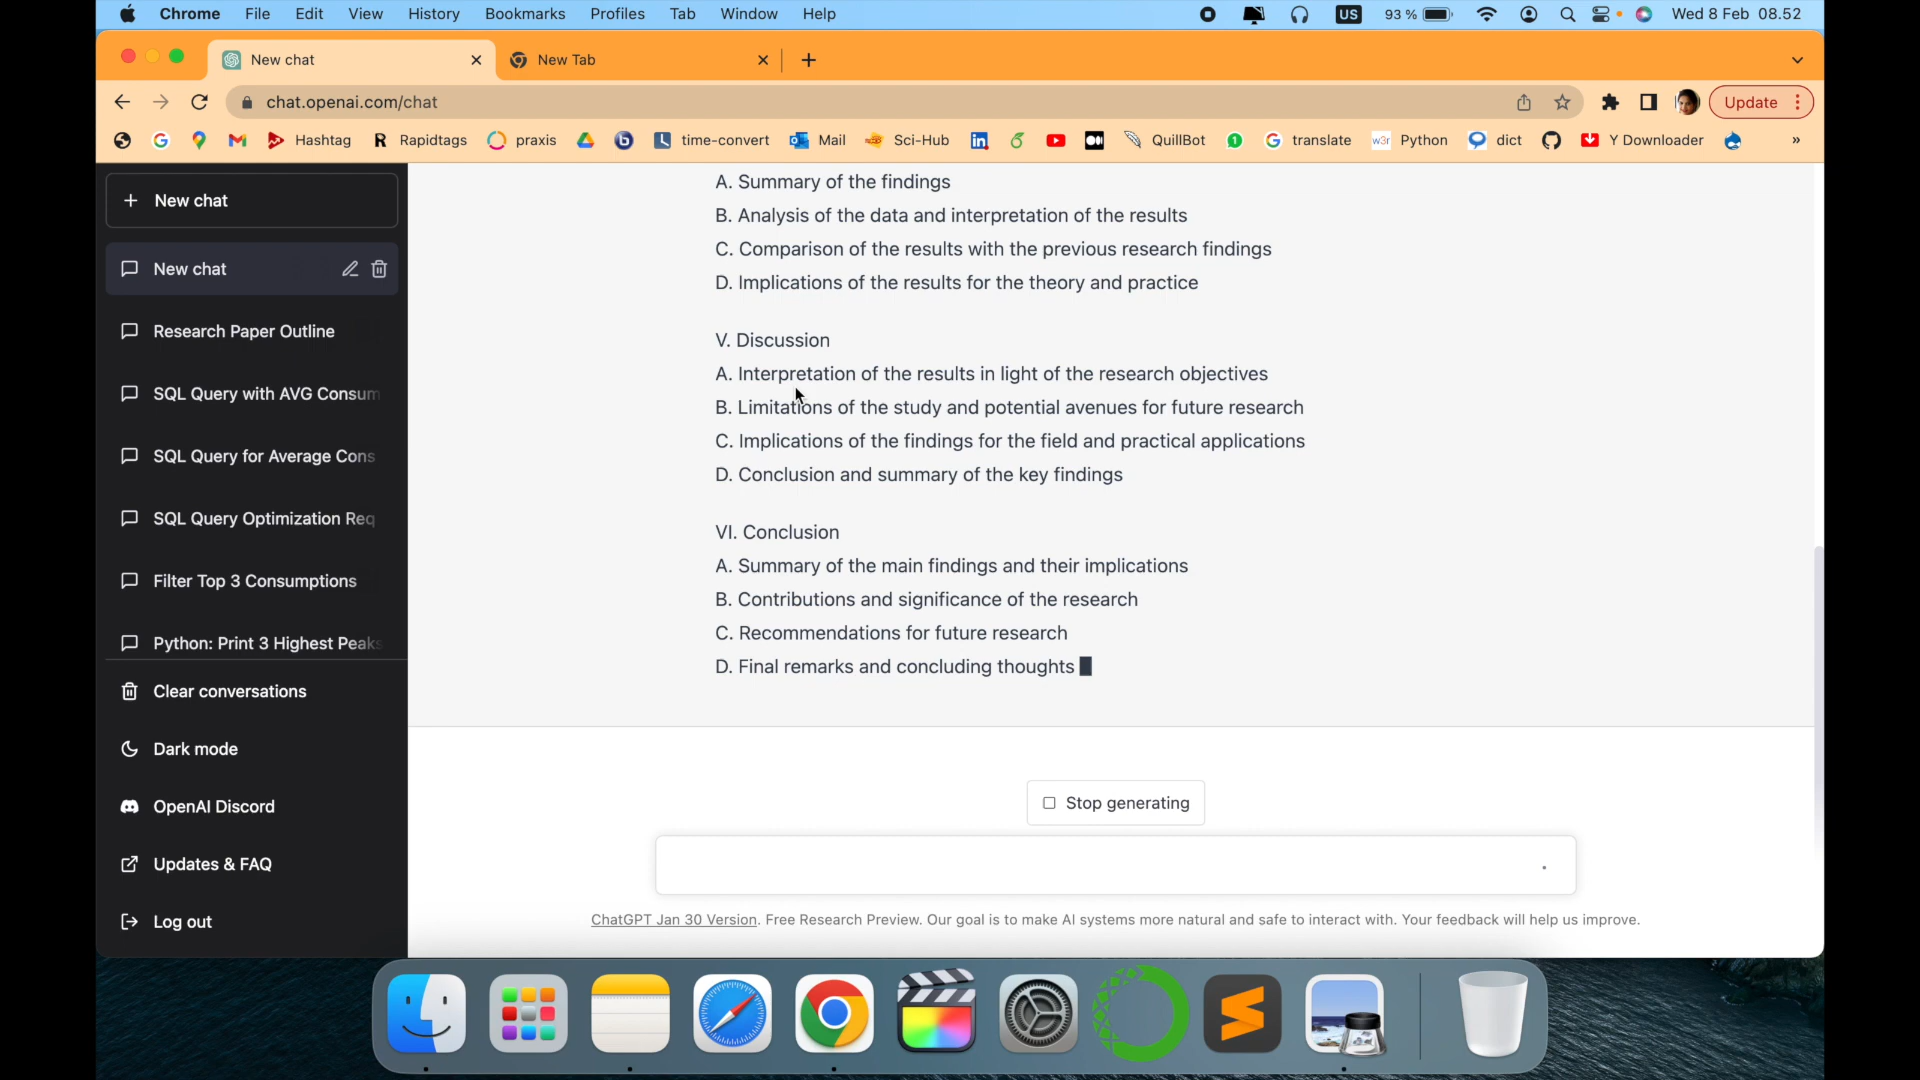 Chrome File Edit View History Bookmarks Profiles Tab Window Help US 93 % Wed 8 Feb 08.52
New chat New Tab
chat.openai.com/chat Update
Hashtag Rapidtags praxis time-convert Mail Sci-Hub QuillBot translate Python dict Y Downloader »
New chat
New chat
Research Paper Outline
SQL Query with AVG Consum
SQL Query for Average Cons
SQL Query Optimization Req
Filter Top 3 Consumptions
Python: Print 3 Highest Peaks
Clear conversations
Dark mode
OpenAI Discord
Updates & FAQ
Log out
A. Summary of the findings
B. Analysis of the data and interpretation of the results
C. Comparison of the results with the previous research findings
D. Implications of the results for the theory and practice
V. Discussion
A. Interpretation of the results in light of the research objectives
B. Limitations of the study and potential avenues for future research
C. Implications of the findings for the field and practical applications
D. Conclusion and summary of the key findings
VI. Conclusion
A. Summary of the main findings and their implications
B. Contributions and significance of the research
C. Recommendations for future research
D. Final remarks and concluding thoughts
Stop generating
ChatGPT Jan 30 Version. Free Research Preview. Our goal is to make AI systems more natural and safe to interact with. Your feedback will help us improve.